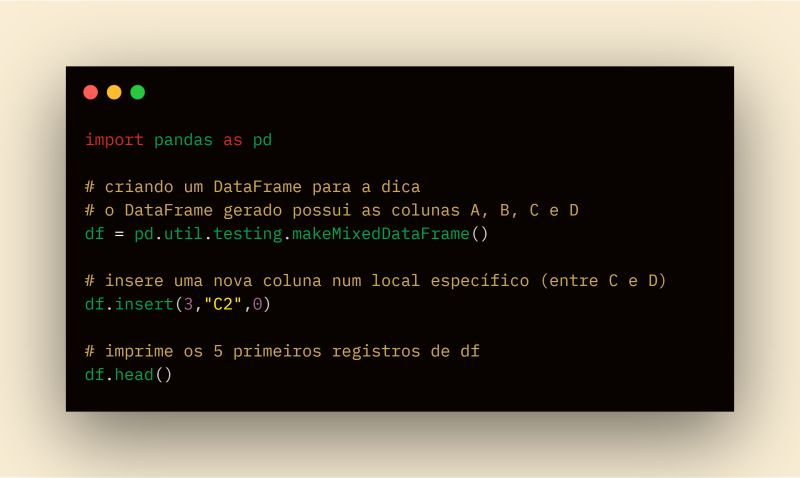 import pandas as pd
# criando um DataFrame para a dica
# o DataFrame gerado possui as colunas A, B, C e D
df = pd.util.testing.makeMixedDataFrame()
# insere uma nova coluna num local específico (entre C e D)
df.insert(3,"C2",0)
# imprime os 5 primeiros registros de df
df.head()